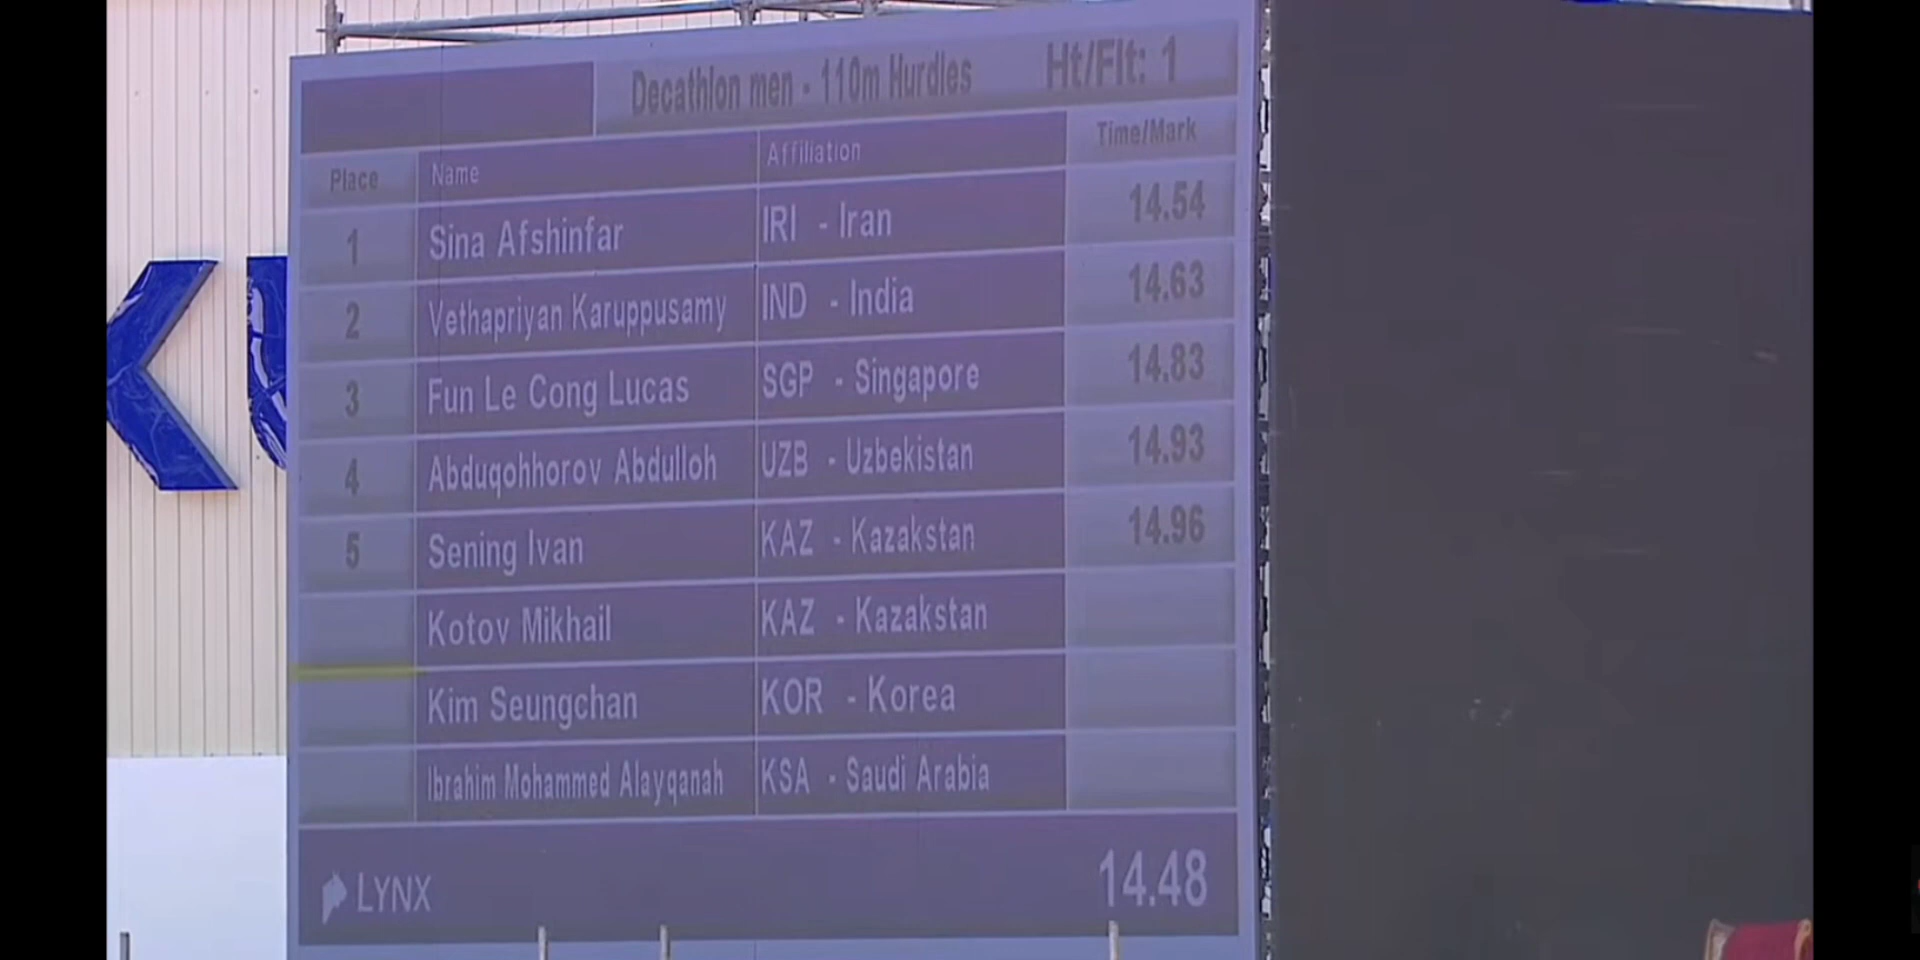 Decathlon men - 110m Hurdles Ht/Flt: 1
Place Name Affiliation Time/Mark
1 Sina Afshinfar IRI - Iran 14.54
2 Vethapriyan Karuppusamy IND - India 14.63
3 Fun Le Cong Lucas SGP - Singapore 14.83
4 Abduqohhorov Abdulloh UZB - Uzbekistan 14.93
5 Sening Ivan KAZ - Kazakstan 14.96
Kotov Mikhail KAZ - Kazakstan
Kim Seungchan KOR - Korea
Ibrahim Mohammed Alayqanah KSA - Saudi Arabia
LYNX 14.48